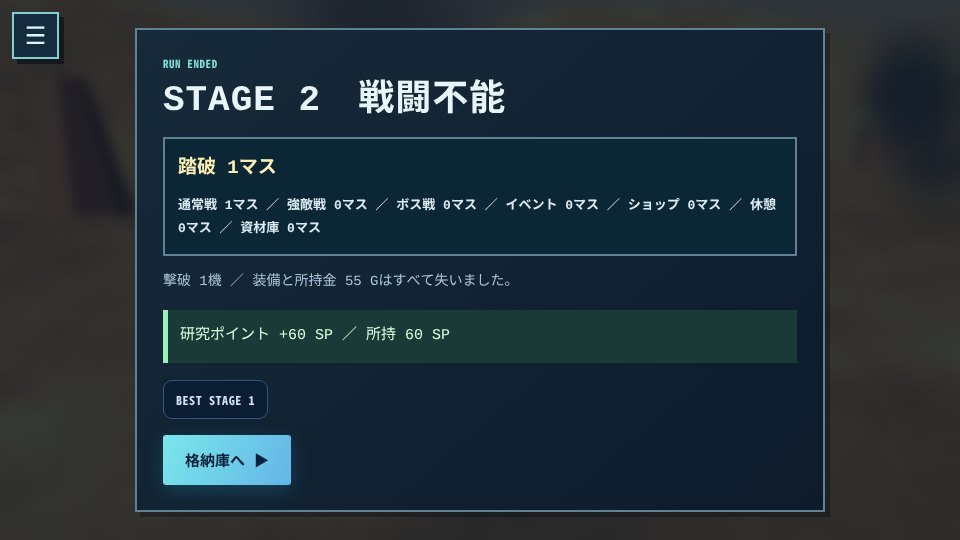 ☰
RUN ENDED
STAGE 2 戦闘不能
踏破 1マス
通常戦 1マス ／ 強敵戦 0マス ／ ボス戦 0マス ／ イベント 0マス ／ ショップ 0マス ／ 休憩
0マス ／ 資材庫 0マス
撃破 1機 ／ 装備と所持金 55 Gはすべて失いました。
研究ポイント +60 SP ／ 所持 60 SP
BEST STAGE 1
格納庫へ ▶